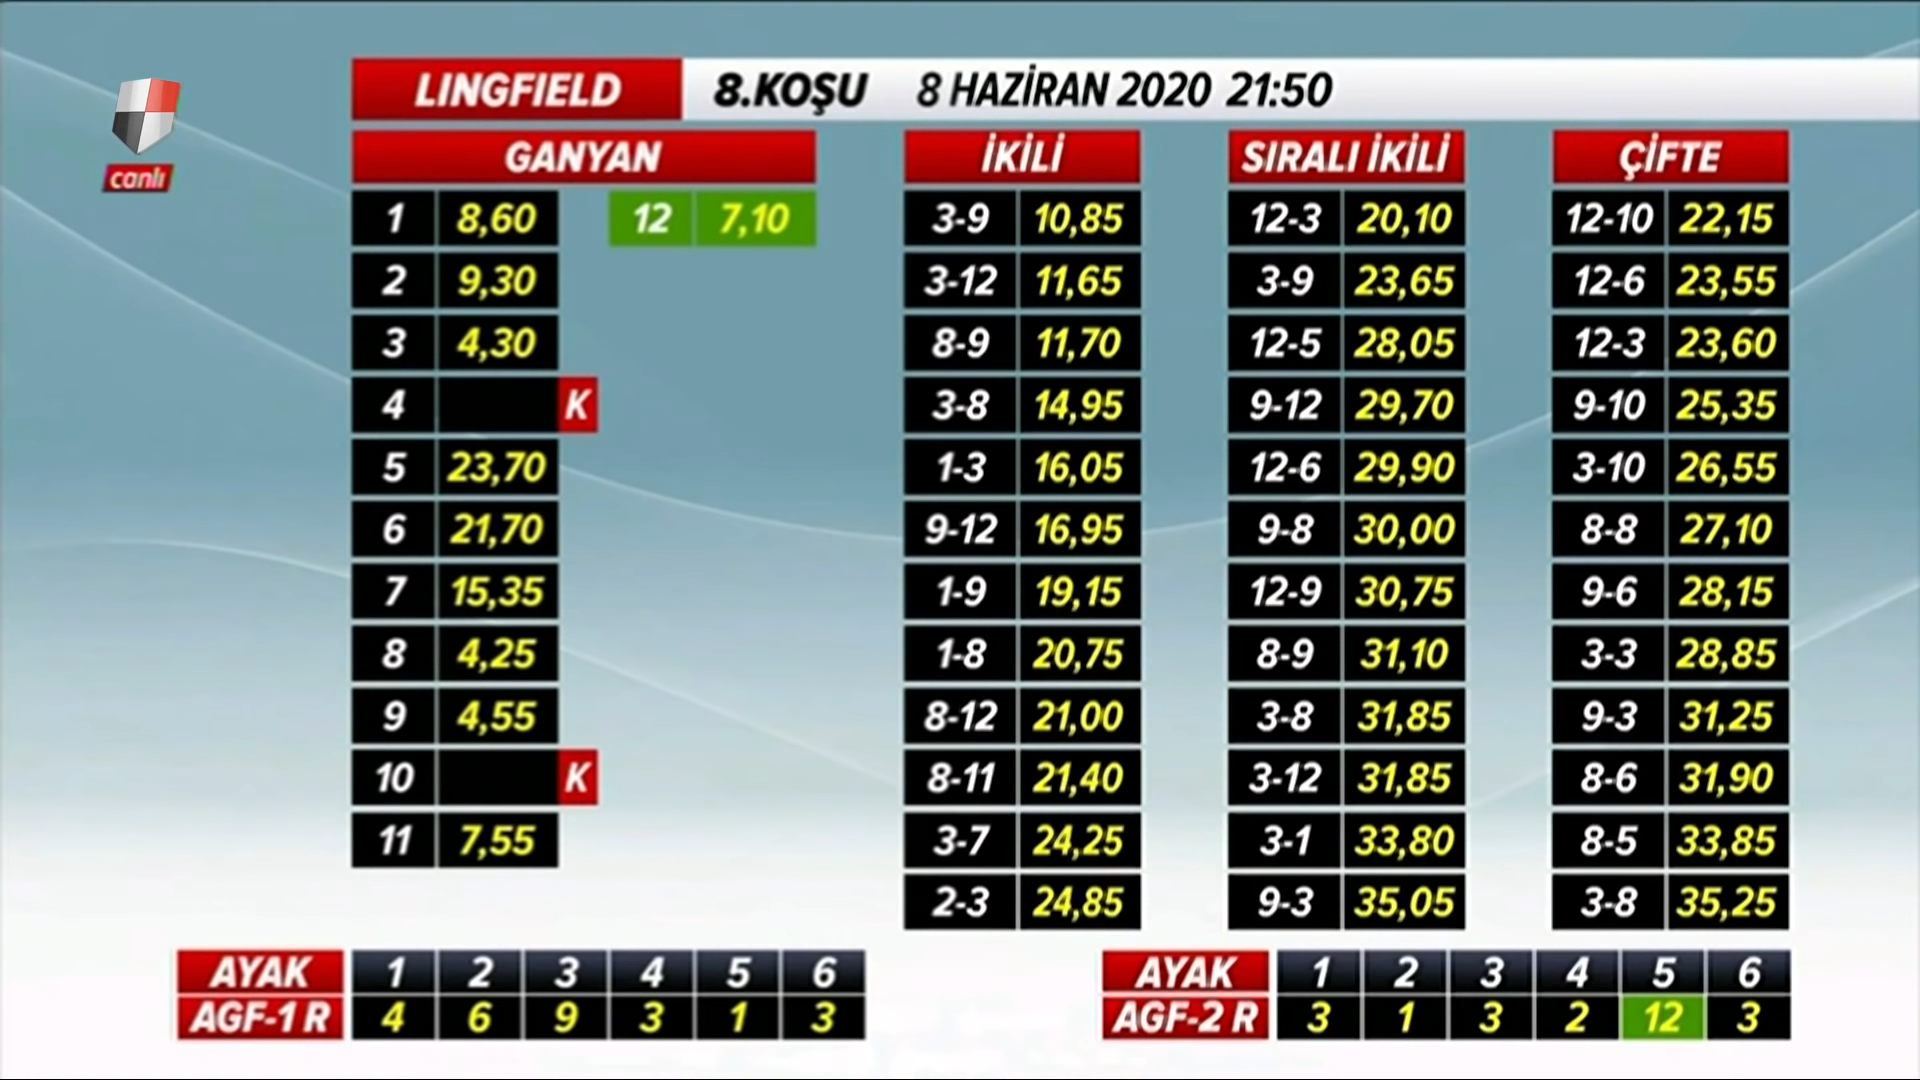 LINGFIELD 8.KOŞU 8 HAZİRAN 2020 21:50
canlı
GANYAN İKİLİ SIRALI İKİLİ ÇİFTE
1 8,60 12 7,10 3-9 10,85 12-3 20,10 12-10 22,15
2 9,30 3-12 11,65 3-9 23,65 12-6 23,55
3 4,30 8-9 11,70 12-5 28,05 12-3 23,60
4 K 3-8 14,95 9-12 29,70 9-10 25,35
5 23,70 1-3 16,05 12-6 29,90 3-10 26,55
6 21,70 9-12 16,95 9-8 30,00 8-8 27,10
7 15,35 1-9 19,15 12-9 30,75 9-6 28,15
8 4,25 1-8 20,75 8-9 31,10 3-3 28,85
9 4,55 8-12 21,00 3-8 31,85 9-3 31,25
10 K 8-11 21,40 3-12 31,85 8-6 31,90
11 7,55 3-7 24,25 3-1 33,80 8-5 33,85
2-3 24,85 9-3 35,05 3-8 35,25
AYAK 1 2 3 4 5 6 AYAK 1 2 3 4 5 6
AGF-1 R 4 6 9 3 1 3 AGF-2 R 3 1 3 2 12 3